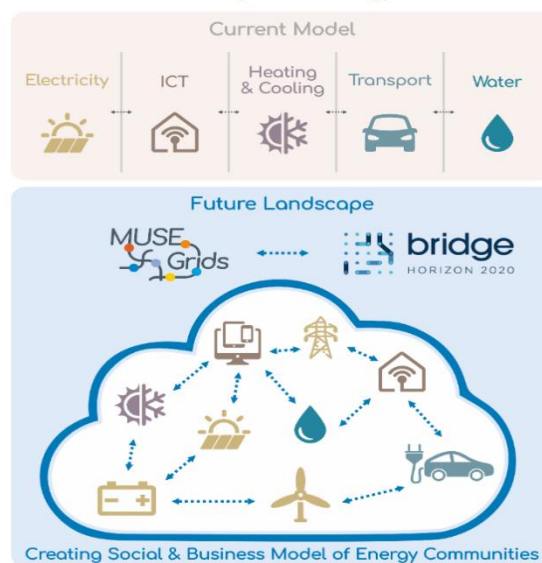 Current Model
Electricity
ICT
Heating
& Cooling
Transport
Water
Future Landscape
MUSE
Grids
bridge
HORIZON 2020
Creating Social & Business Model of Energy Communities